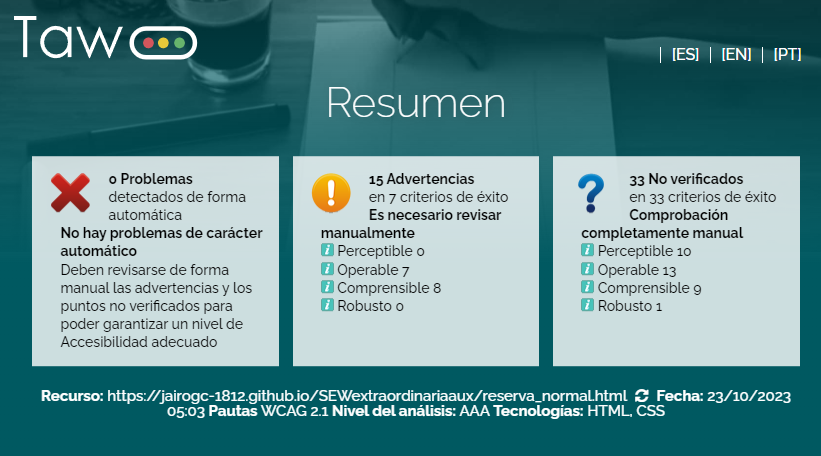 Taw
[ES] | [EN] | [PT]
Resumen
0 Problemas
detectados de forma
automática
No hay problemas de carácter
automático
Deben revisarse de forma
manual las advertencias y los
puntos no verificados para
poder garantizar un nivel de
Accesibilidad adecuado
15 Advertencias
en 7 criterios de éxito
Es necesario revisar
manualmente
Perceptible 0
Operable 7
Comprensible 8
Robusto 0
33 No verificados
en 33 criterios de éxito
Comprobación
completamente manual
Perceptible 10
Operable 13
Comprensible 9
Robusto 1
Recurso: https://jairogc-1812.github.io/SEWextraordinariaaux/reserva_normal.html Fecha: 23/10/2023
05:03 Pautas WCAG 2.1 Nivel del análisis: AAA Tecnologías: HTML, CSS